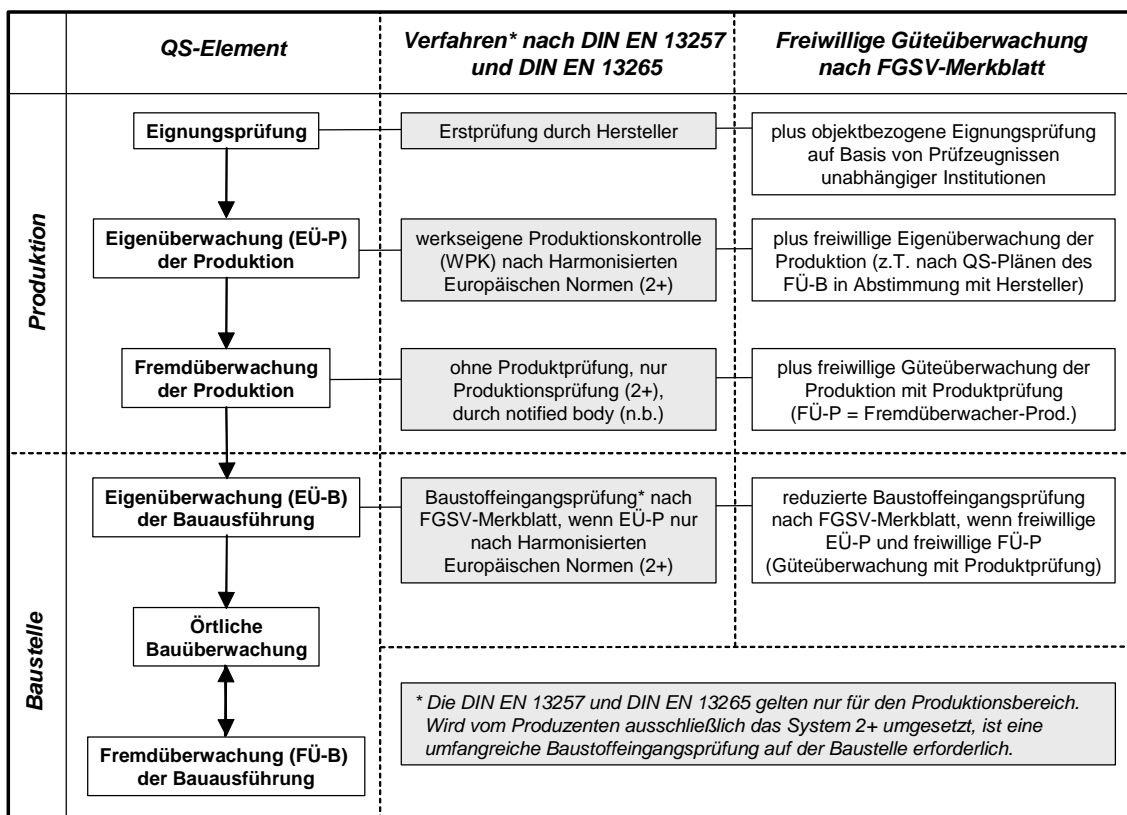 QS-Element
Verfahren* nach DIN EN 13257
und DIN EN 13265
Freiwillige Güteüberwachung
nach FGSV-Merkblatt
Produktion
Eignungsprüfung
Erstprüfung durch Hersteller
plus objektbezogene Eignungsprüfung
auf Basis von Prüfzeugnissen
unabhängiger Institutionen
Eigenüberwachung (EÜ-P)
der Produktion
werkseigene Produktionskontrolle
(WPK) nach Harmonisierten
Europäischen Normen (2+)
plus freiwillige Eigenüberwachung der
Produktion (z.T. nach QS-Plänen des
FÜ-B in Abstimmung mit Hersteller)
Fremdüberwachung
der Produktion
ohne Produktprüfung, nur
Produktionsprüfung (2+),
durch notified body (n.b.)
plus freiwillige Güteüberwachung der
Produktion mit Produktprüfung
(FÜ-P = Fremdüberwacher-Prod.)
Baustelle
Eigenüberwachung (EÜ-B)
der Bauausführung
Baustoffeingangsprüfung* nach
FGSV-Merkblatt, wenn EÜ-P nur
nach Harmonisierten
Europäischen Normen (2+)
reduzierte Baustoffeingangsprüfung
nach FGSV-Merkblatt, wenn freiwillige
EÜ-P und freiwillige FÜ-P
(Güteüberwachung mit Produktprüfung)
Örtliche
Bauüberwachung
* Die DIN EN 13257 und DIN EN 13265 gelten nur für den Produktionsbereich.
Wird vom Produzenten ausschließlich das System 2+ umgesetzt, ist eine
umfangreiche Baustoffeingangsprüfung auf der Baustelle erforderlich.
Fremdüberwachung (FÜ-B)
der Bauausführung